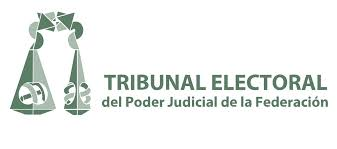 TRIBUNAL ELECTORAL
del Poder Judicial de la Federación